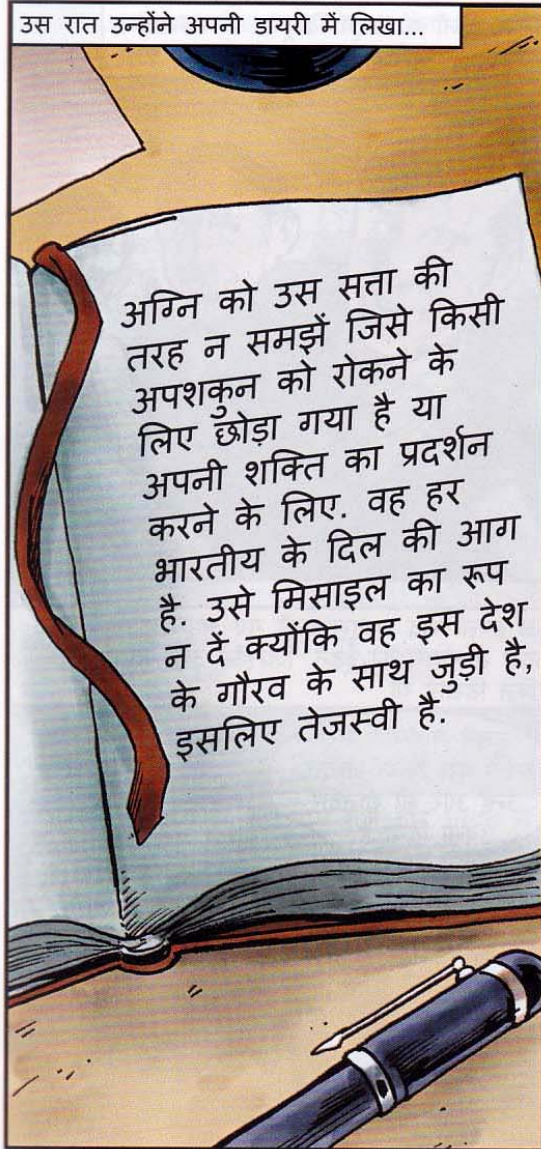 उस रात उन्होंने अपनी डायरी में लिखा...
अग्नि को उस सत्ता की
तरह न समझें जिसे किसी
अपशकुन को रोकने के
लिए छोड़ा गया है या
अपनी शक्ति का प्रदर्शन
करने के लिए. वह हर
भारतीय के दिल की आग
है. उसे मिसाइल का रूप
न दें क्योंकि वह इस देश
के गौरव के साथ जुड़ी है,
इसलिए तेजस्वी है.